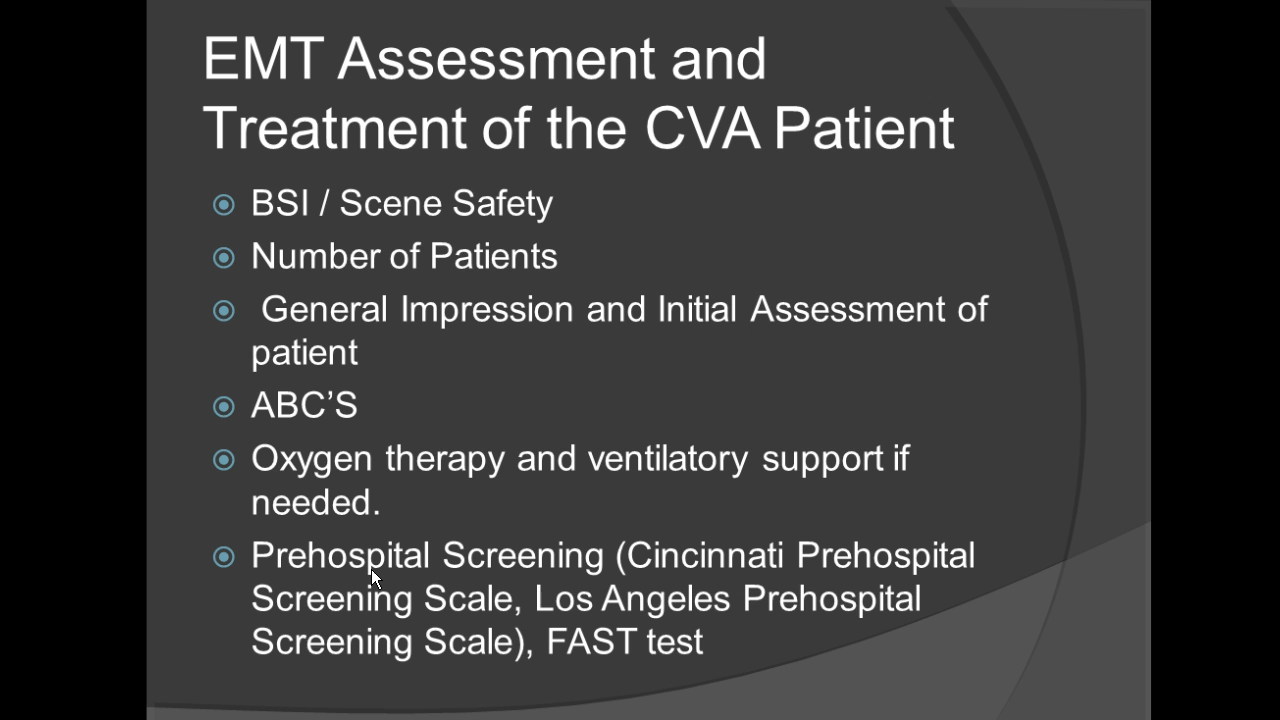 EMT Assessment and
Treatment of the CVA Patient
BSI / Scene Safety
Number of Patients
General Impression and Initial Assessment of
patient
ABC’S
Oxygen therapy and ventilatory support if
needed.
Prehospital Screening (Cincinnati Prehospital
Screening Scale, Los Angeles Prehospital
Screening Scale), FAST test